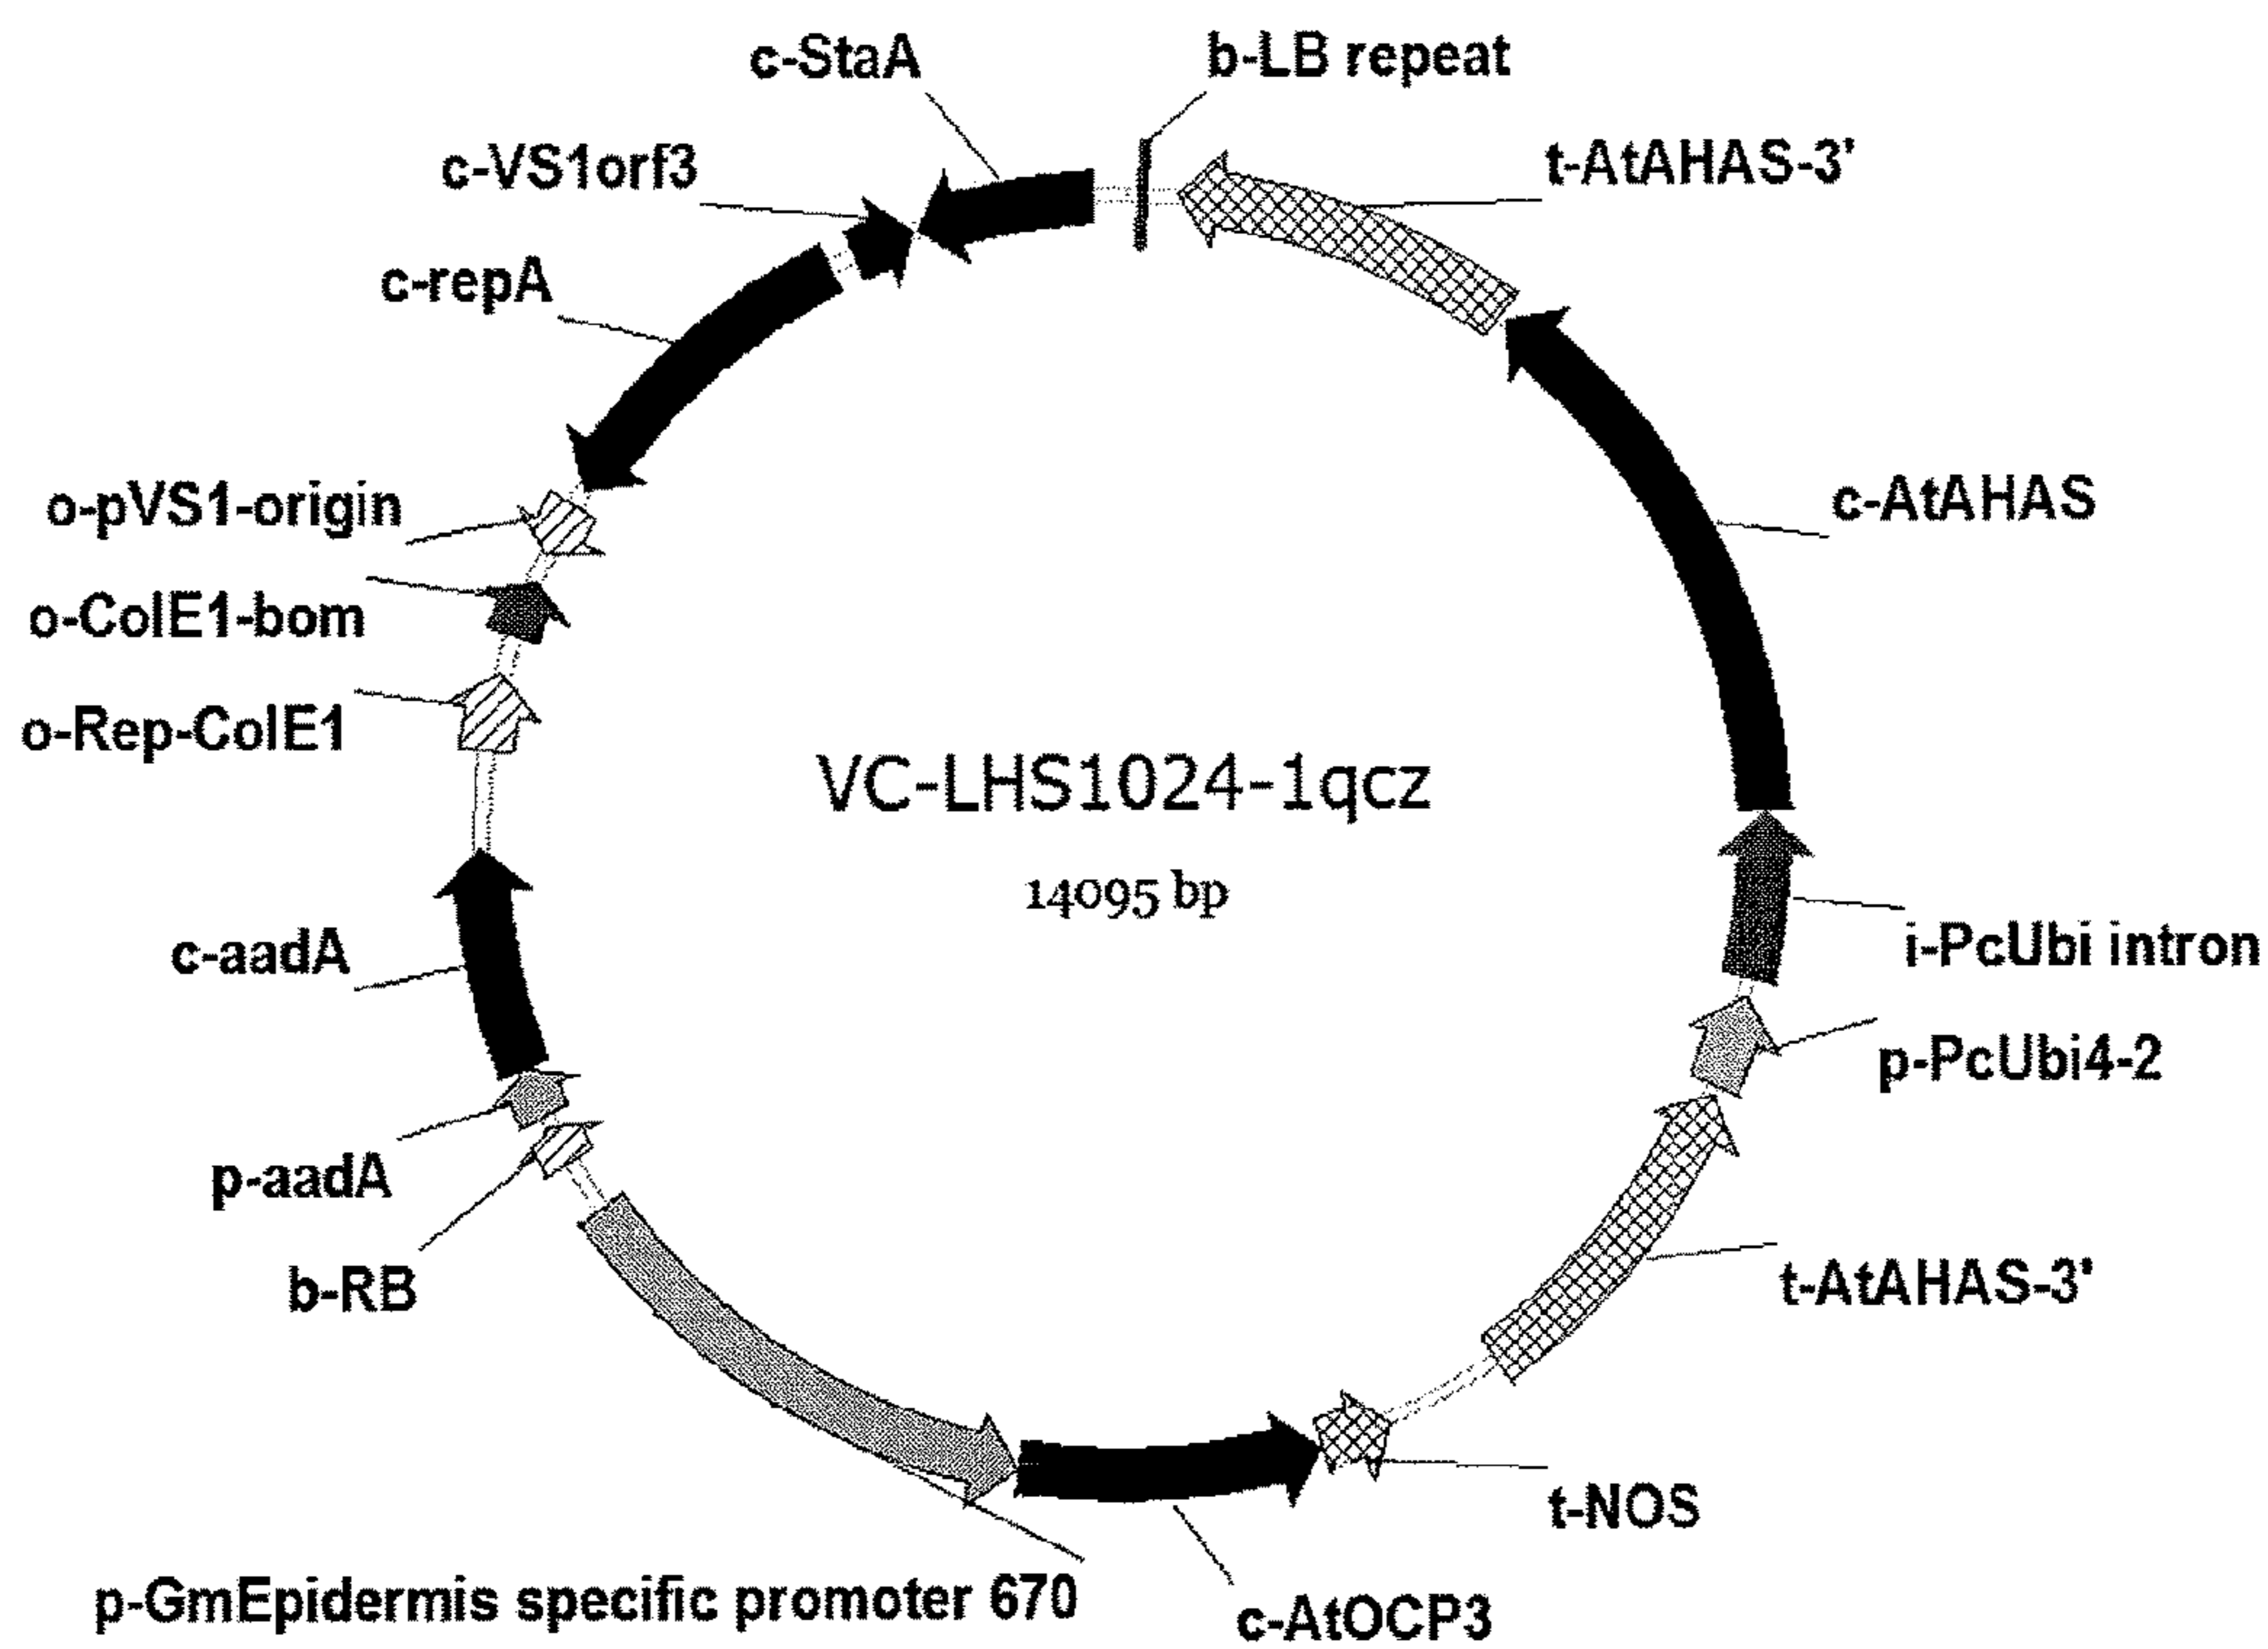 c-StaA
b-LB repeat
c-VS1orf3
t-AtAHAS-3'
c-repA
c-AtAHAS
o-pVS1-origin
o-ColE1-bom
o-Rep-ColE1
VC-LHS1024-1qcz
14095 bp
i-PcUbi intron
c-aadA
p-PcUbi4-2
p-aadA
b-RB
t-AtAHAS-3'
t-NOS
p-GmEpidermis specific promoter 670
c-AtOCP3